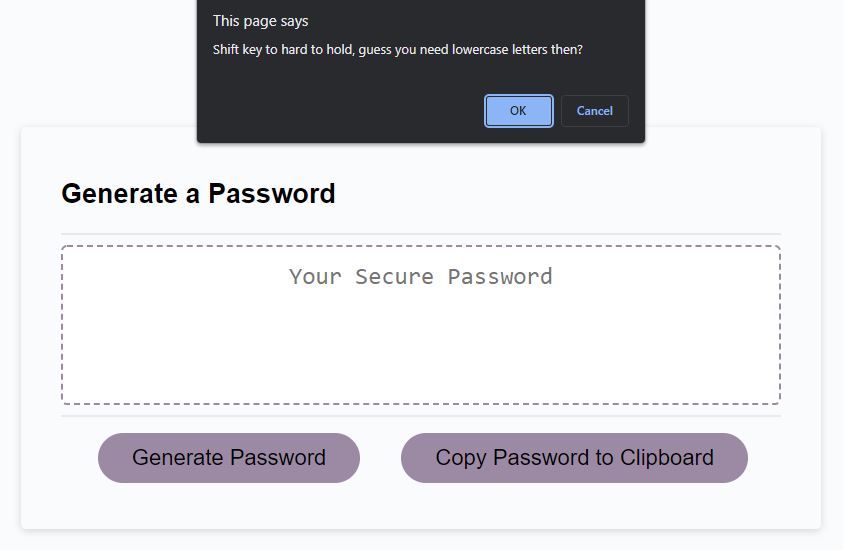 This page says
Shift key to hard to hold, guess you need lowercase letters then?
OK
Cancel
Generate a Password
Your Secure Password
Generate Password
Copy Password to Clipboard